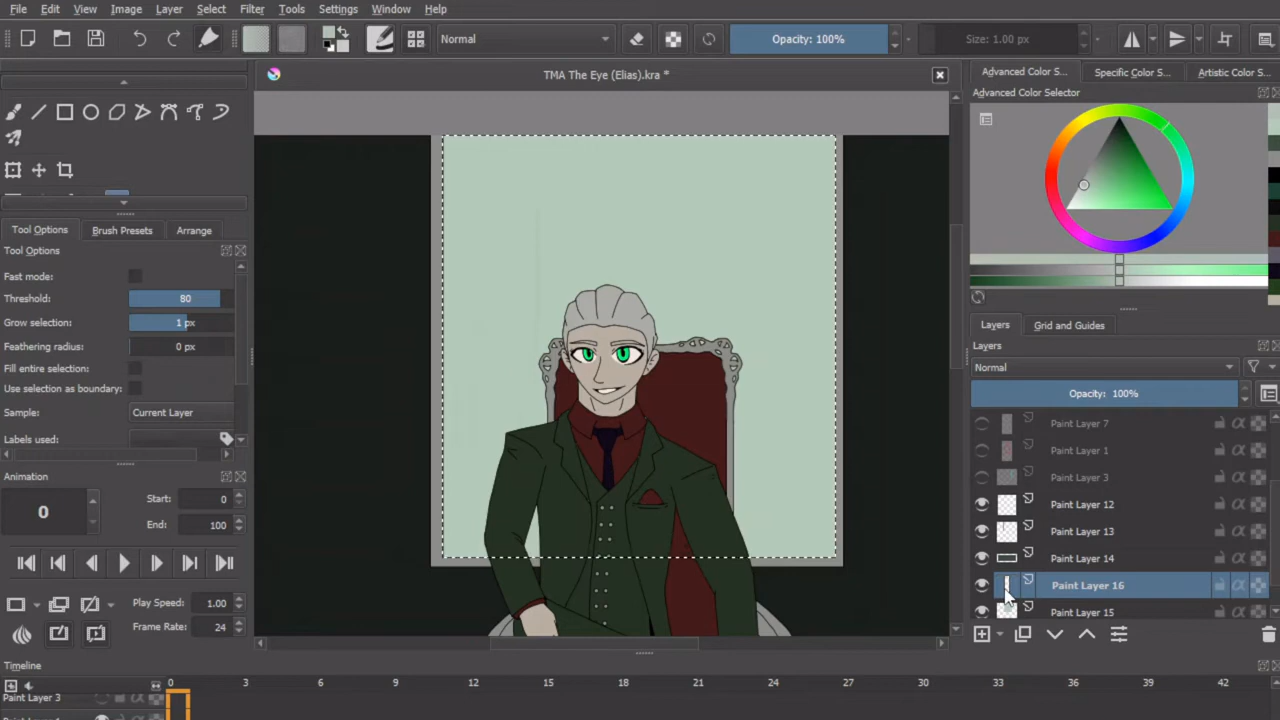 File Edit View Image Layer Select Filter Tools Settings Window Help
Normal Opacity: 100% Size: 1.00 px
TMA The Eye (Elias).kra *
Advanced Color S... Specific Color S... Artistic Color S...
Advanced Color Selector
Tool Options Brush Presets Arrange
Tool Options
Fast mode:
Threshold: 80
Grow selection: 1 px
Feathering radius: 0 px
Fill entire selection:
Use selection as boundary:
Sample: Current Layer
Labels used:
Animation
0 Start: 0
End: 100
Play Speed: 1.00
Frame Rate: 24
Layers Grid and Guides
Layers
Normal
Opacity: 100%
Paint Layer 7
Paint Layer 1
Paint Layer 3
Paint Layer 12
Paint Layer 13
Paint Layer 14
Paint Layer 16
Paint Layer 15
Timeline
0 3 6 9 12 15 18 21 24 27 30 33 36 39 42
Paint Layer 3